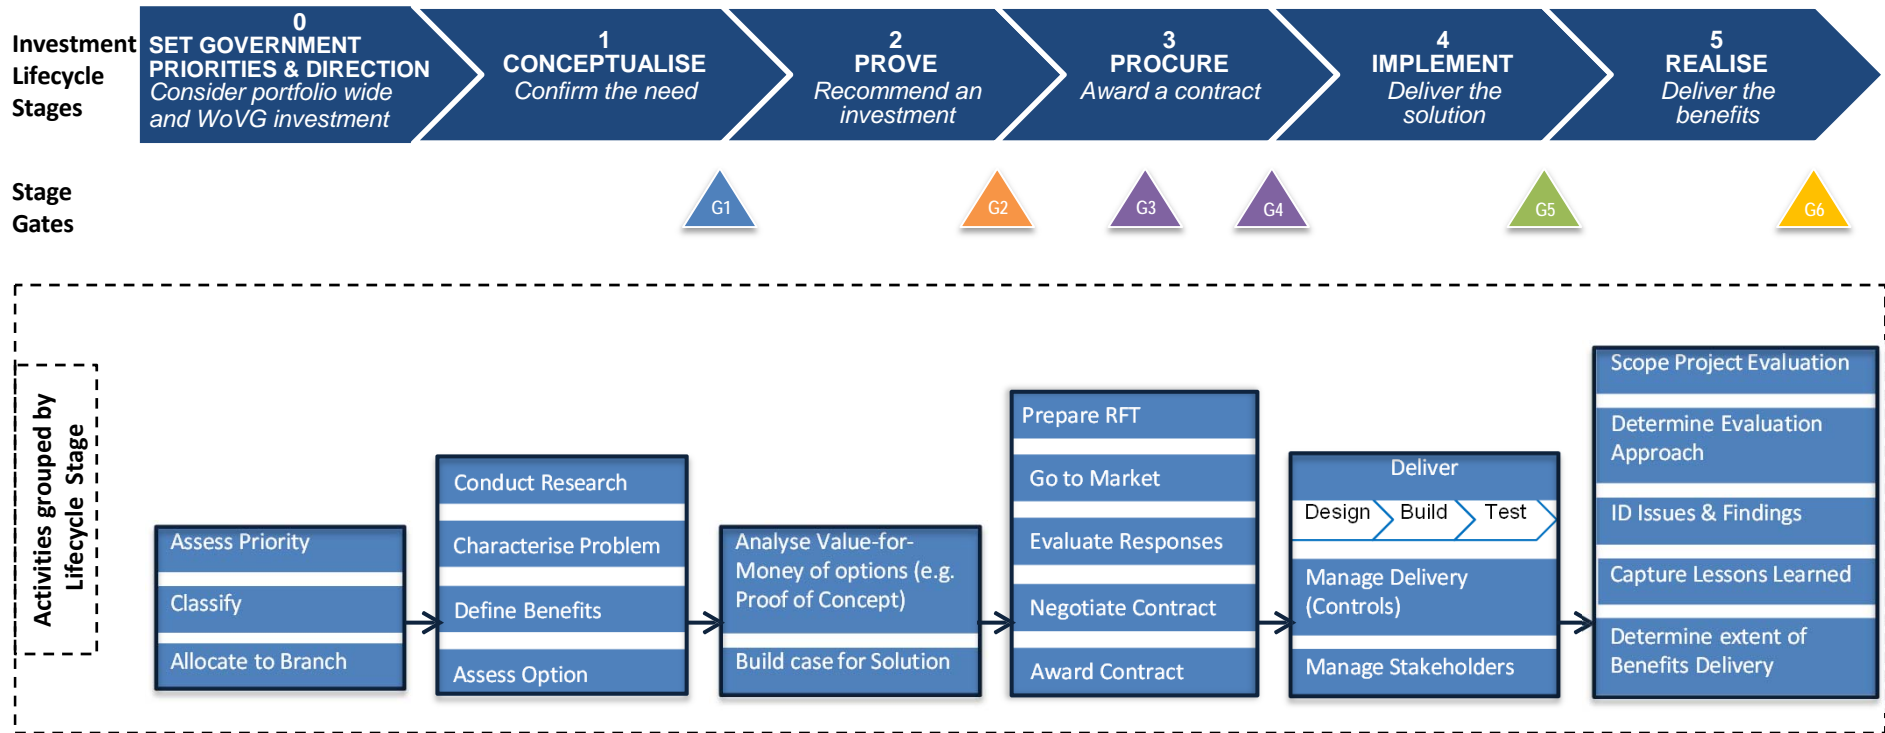 Investment
Lifecycle
Stages
0
SET GOVERNMENT
PRIORITIES & DIRECTION
Consider portfolio wide
and WoVG investment
1
CONCEPTUALISE
Confirm the need
2
PROVE
Recommend an
investment
3
PROCURE
Award a contract
4
IMPLEMENT
Deliver the
solution
5
REALISE
Deliver the
benefits
Stage
Gates
G1
G2
G3
G4
G5
G6
Activities grouped by
Lifecycle Stage
Assess Priority
Classify
Allocate to Branch
Conduct Research
Characterise Problem
Define Benefits
Assess Option
Analyse Value-for-
Money of options (e.g.
Proof of Concept)
Build case for Solution
Prepare RFT
Go to Market
Evaluate Responses
Negotiate Contract
Award Contract
Deliver
Design
Build
Test
Manage Delivery
(Controls)
Manage Stakeholders
Scope Project Evaluation
Determine Evaluation
Approach
ID Issues & Findings
Capture Lessons Learned
Determine extent of
Benefits Delivery